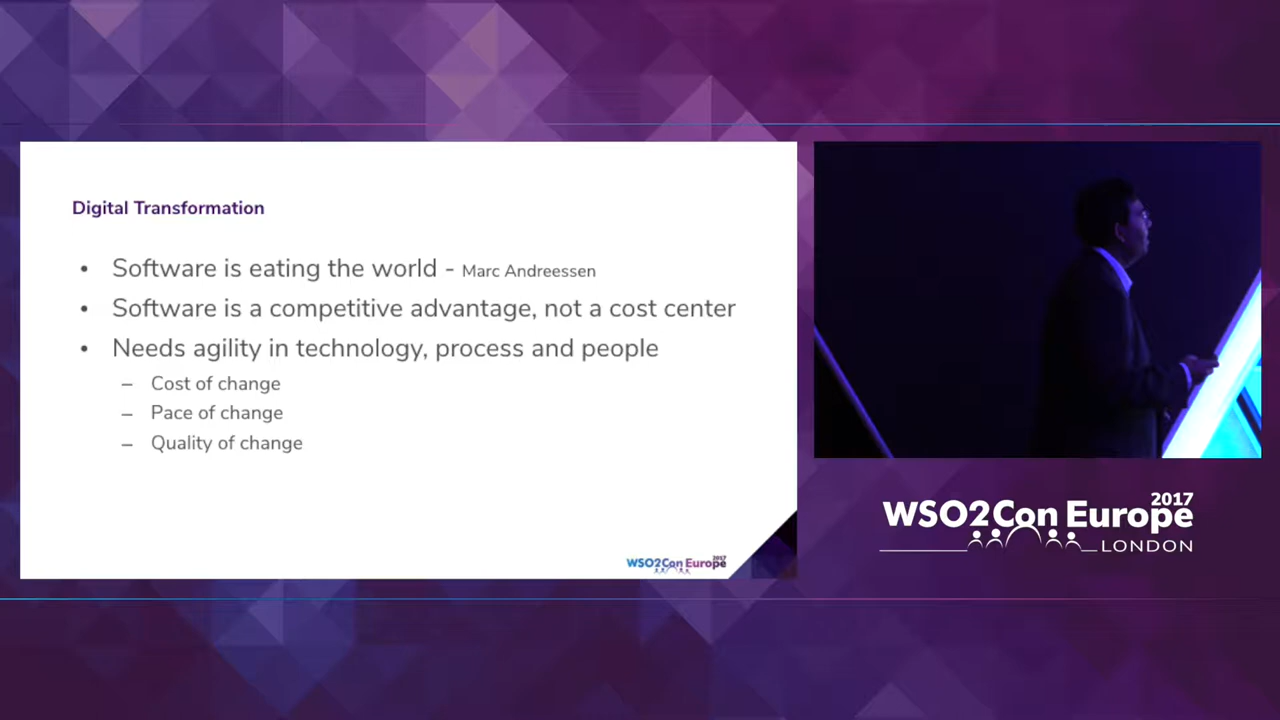 Digital Transformation
• Software is eating the world - Marc Andreessen
• Software is a competitive advantage, not a cost center
• Needs agility in technology, process and people
– Cost of change
– Pace of change
– Quality of change
WSO2Con Europe 2017
WSO2Con Europe 2017
LONDON